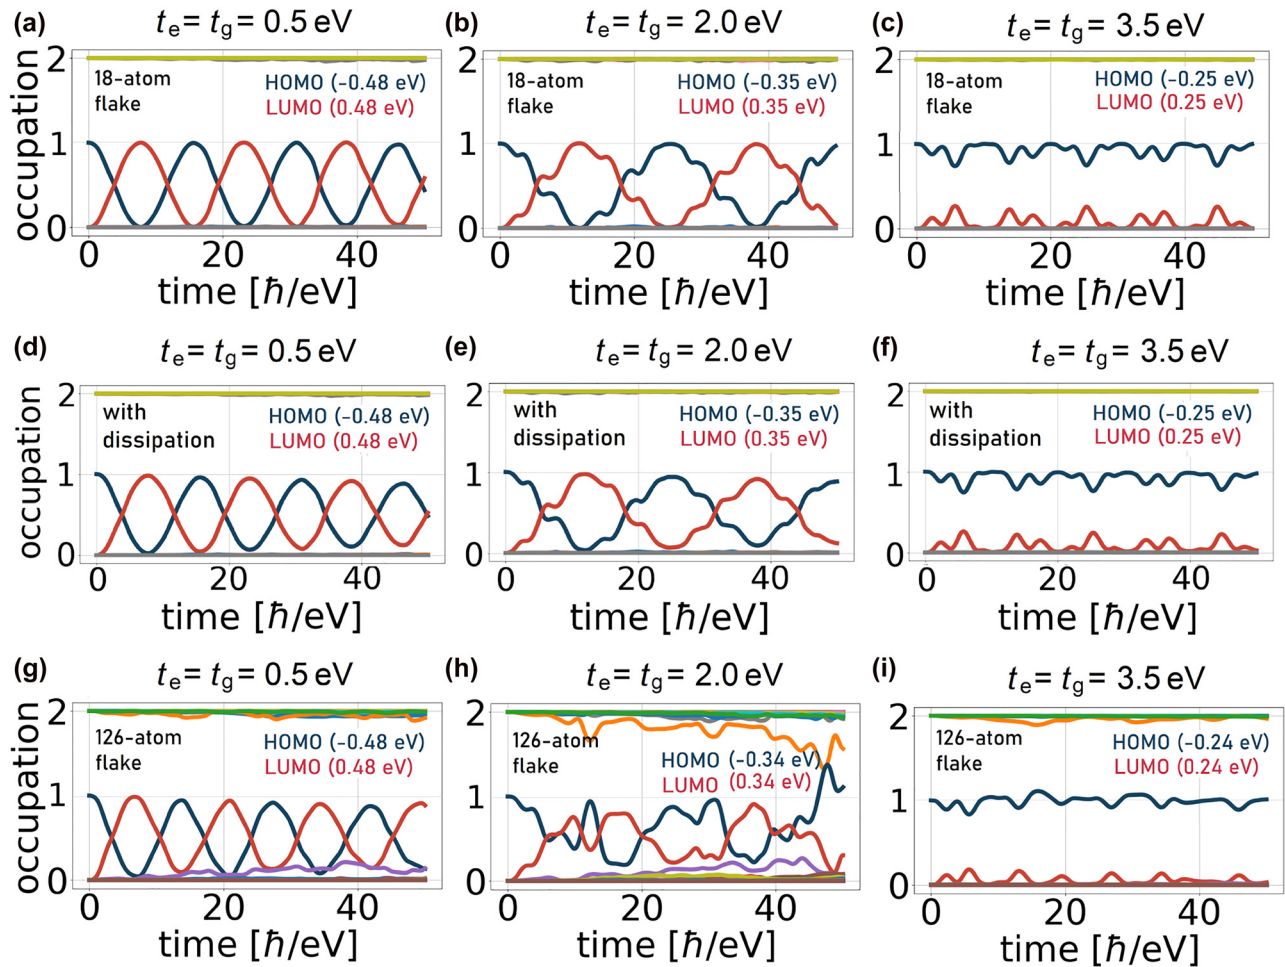 (a) tₑ = t_g = 0.5 eV
2
18-atom
flake
HOMO (−0.48 eV)
LUMO (0.48 eV)
1
0
occupation
0 20 40
time [ℏ/eV]
(b) tₑ = t_g = 2.0 eV
2
18-atom
flake
HOMO (−0.35 eV)
LUMO (0.35 eV)
1
0
0 20 40
time [ℏ/eV]
(c) tₑ = t_g = 3.5 eV
2
18-atom
flake
HOMO (−0.25 eV)
LUMO (0.25 eV)
1
0
0 20 40
time [ℏ/eV]
(d) tₑ = t_g = 0.5 eV
2
with
dissipation
HOMO (−0.48 eV)
LUMO (0.48 eV)
1
0
occupation
0 20 40
time [ℏ/eV]
(e) tₑ = t_g = 2.0 eV
2
with
dissipation
HOMO (−0.35 eV)
LUMO (0.35 eV)
1
0
0 20 40
time [ℏ/eV]
(f) tₑ = t_g = 3.5 eV
2
with
dissipation
HOMO (−0.25 eV)
LUMO (0.25 eV)
1
0
0 20 40
time [ℏ/eV]
(g) tₑ = t_g = 0.5 eV
2
126-atom
flake
HOMO (−0.48 eV)
LUMO (0.48 eV)
1
0
occupation
0 20 40
time [ℏ/eV]
(h) tₑ = t_g = 2.0 eV
2
126-atom
flake
HOMO (−0.34 eV)
LUMO (0.34 eV)
1
0
0 20 40
time [ℏ/eV]
(i) tₑ = t_g = 3.5 eV
2
126-atom
flake
HOMO (−0.24 eV)
LUMO (0.24 eV)
1
0
0 20 40
time [ℏ/eV]